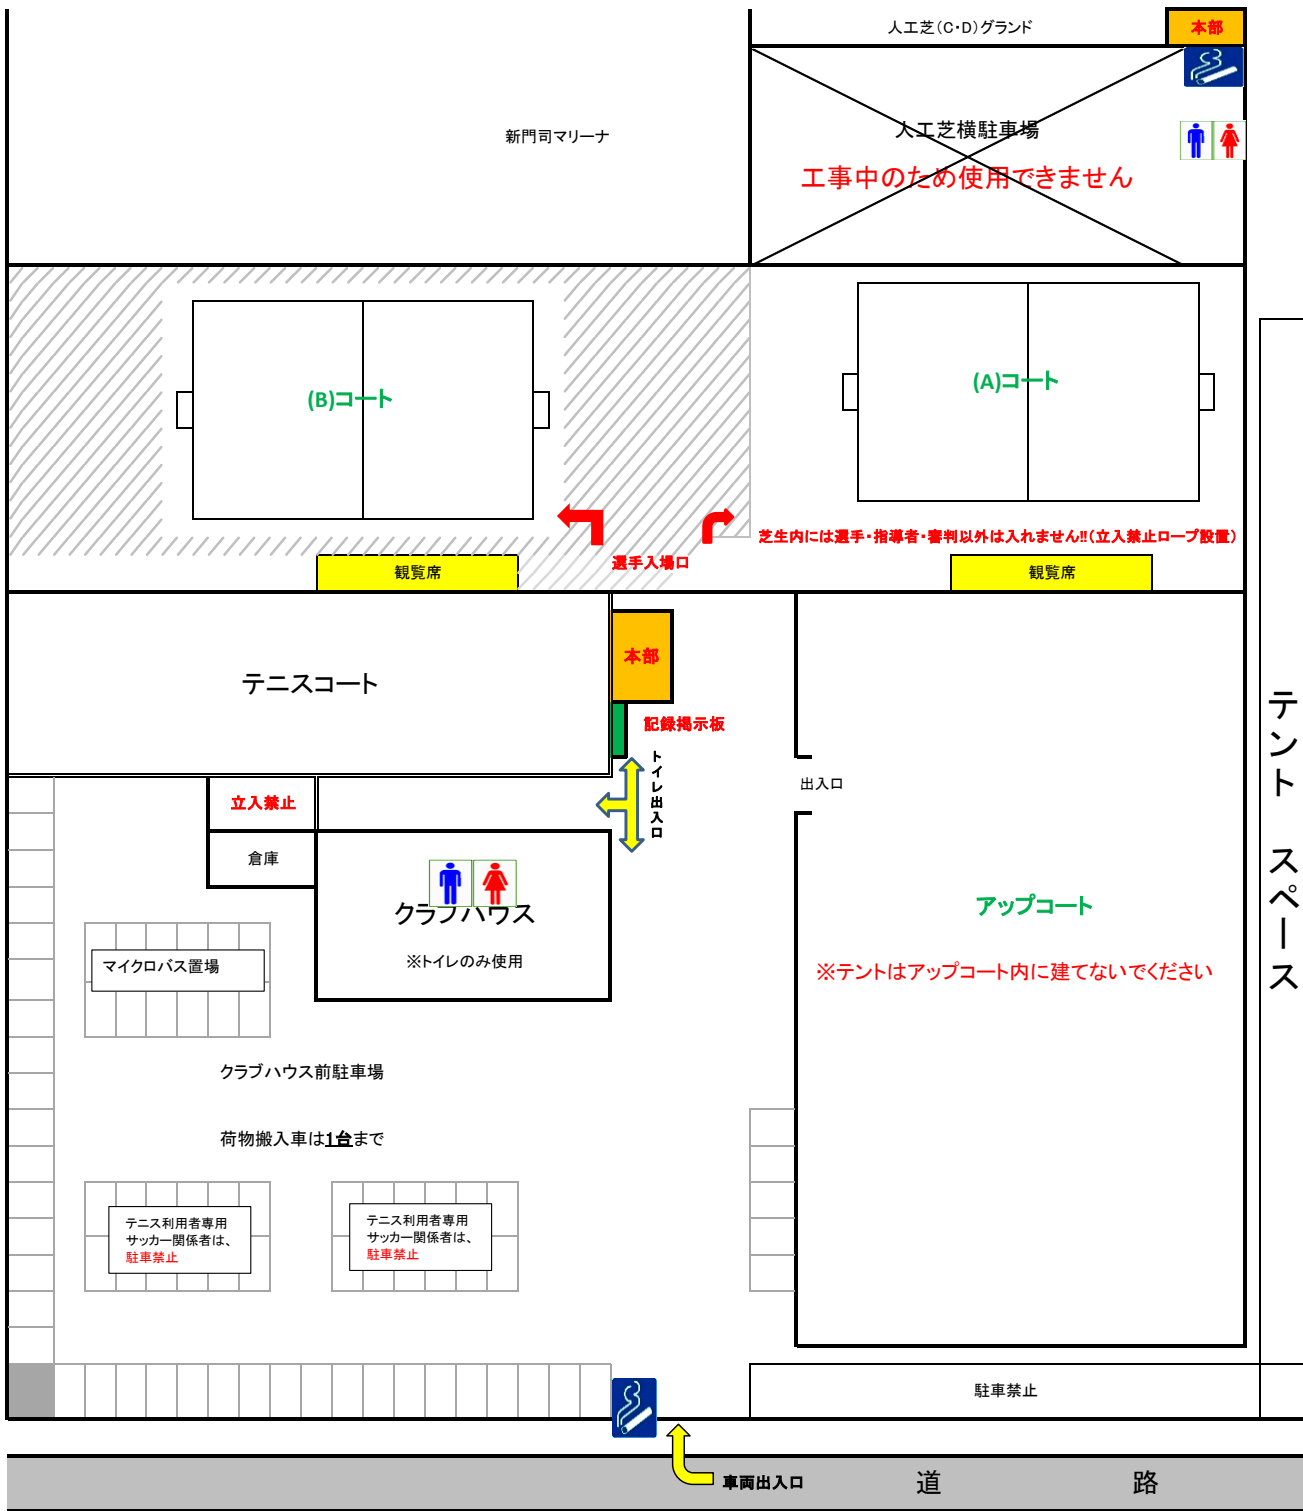 人工芝(C・D)グランド
本部
新門司マリーナ
人工芝横駐車場
工事中のため使用できません
(B)コート
(A)コート
芝生内には選手・指導者・審判以外は入れません!!(立入禁止ロープ設置)
選手入場口
観覧席
観覧席
テニスコート
本部
記録掲示板
トイレ出入口
出入口
立入禁止
倉庫
クラブハウス
※トイレのみ使用
マイクロバス置場
アップコート
※テントはアップコート内に建てないでください
テント スペース
クラブハウス前駐車場
荷物搬入車は1台まで
テニス利用者専用
サッカー関係者は、
駐車禁止
テニス利用者専用
サッカー関係者は、
駐車禁止
駐車禁止
車両出入口
道 路